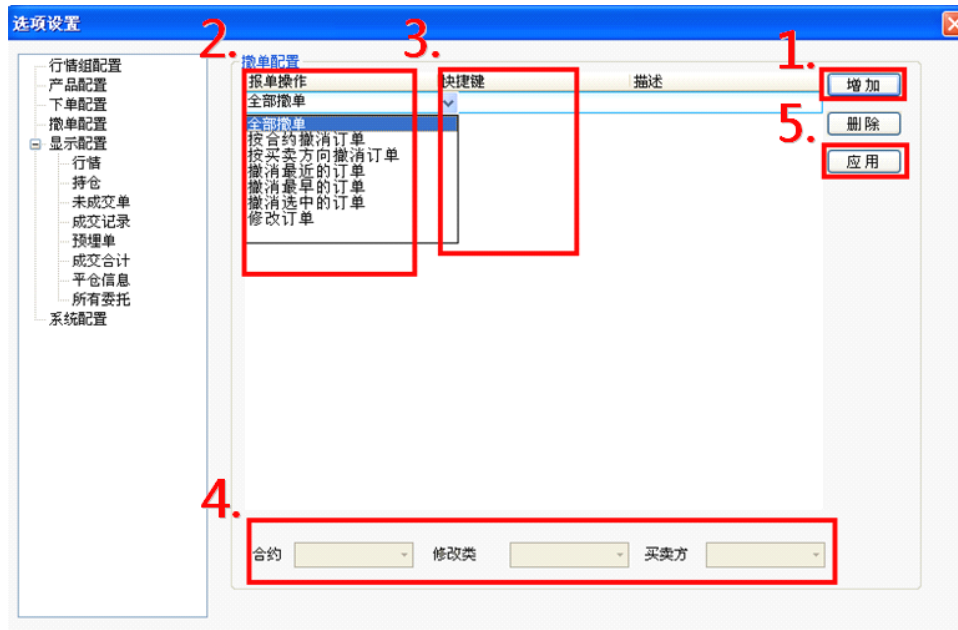 选项设置
行情组配置
产品配置
下单配置
撤单配置
显示配置
行情
持仓
未成交单
成交记录
预埋单
成交合计
平仓信息
所有委托
系统配置
2.
3.
1.
撤单配置
报单操作 快捷键 描述
全部撤单
全部撤单
按合约撤消订单
按买卖方向撤消订单
撤消最近的订单
撤消最早的订单
撤消选中的订单
修改订单
增加
5.
删除
应用
4.
合约 修改类 买卖方